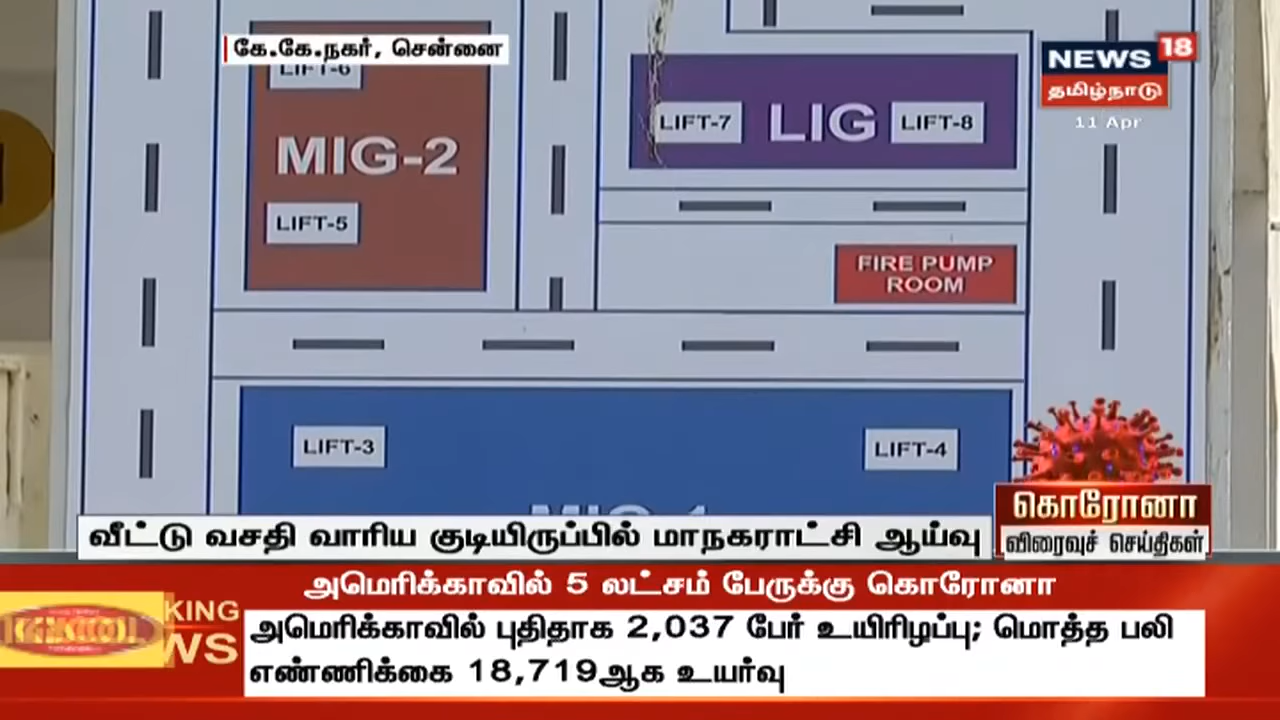 கே.கே.நகர், சென்னை
NEWS 18
தமிழ்நாடு
11 Apr
LIFT-6
MIG-2
LIFT-5
LIFT-7 LIG LIFT-8
FIRE PUMP
ROOM
LIFT-3
LIFT-4
MIG-1
வீட்டு வசதி வாரிய குடியிருப்பில் மாநகராட்சி ஆய்வு
கொரோனா
விரைவுச் செய்திகள்
அமெரிக்காவில் 5 லட்சம் பேருக்கு கொரோனா
அமெரிக்காவில் புதிதாக 2,037 பேர் உயிரிழப்பு; மொத்த பலி
எண்ணிக்கை 18,719ஆக உயர்வு